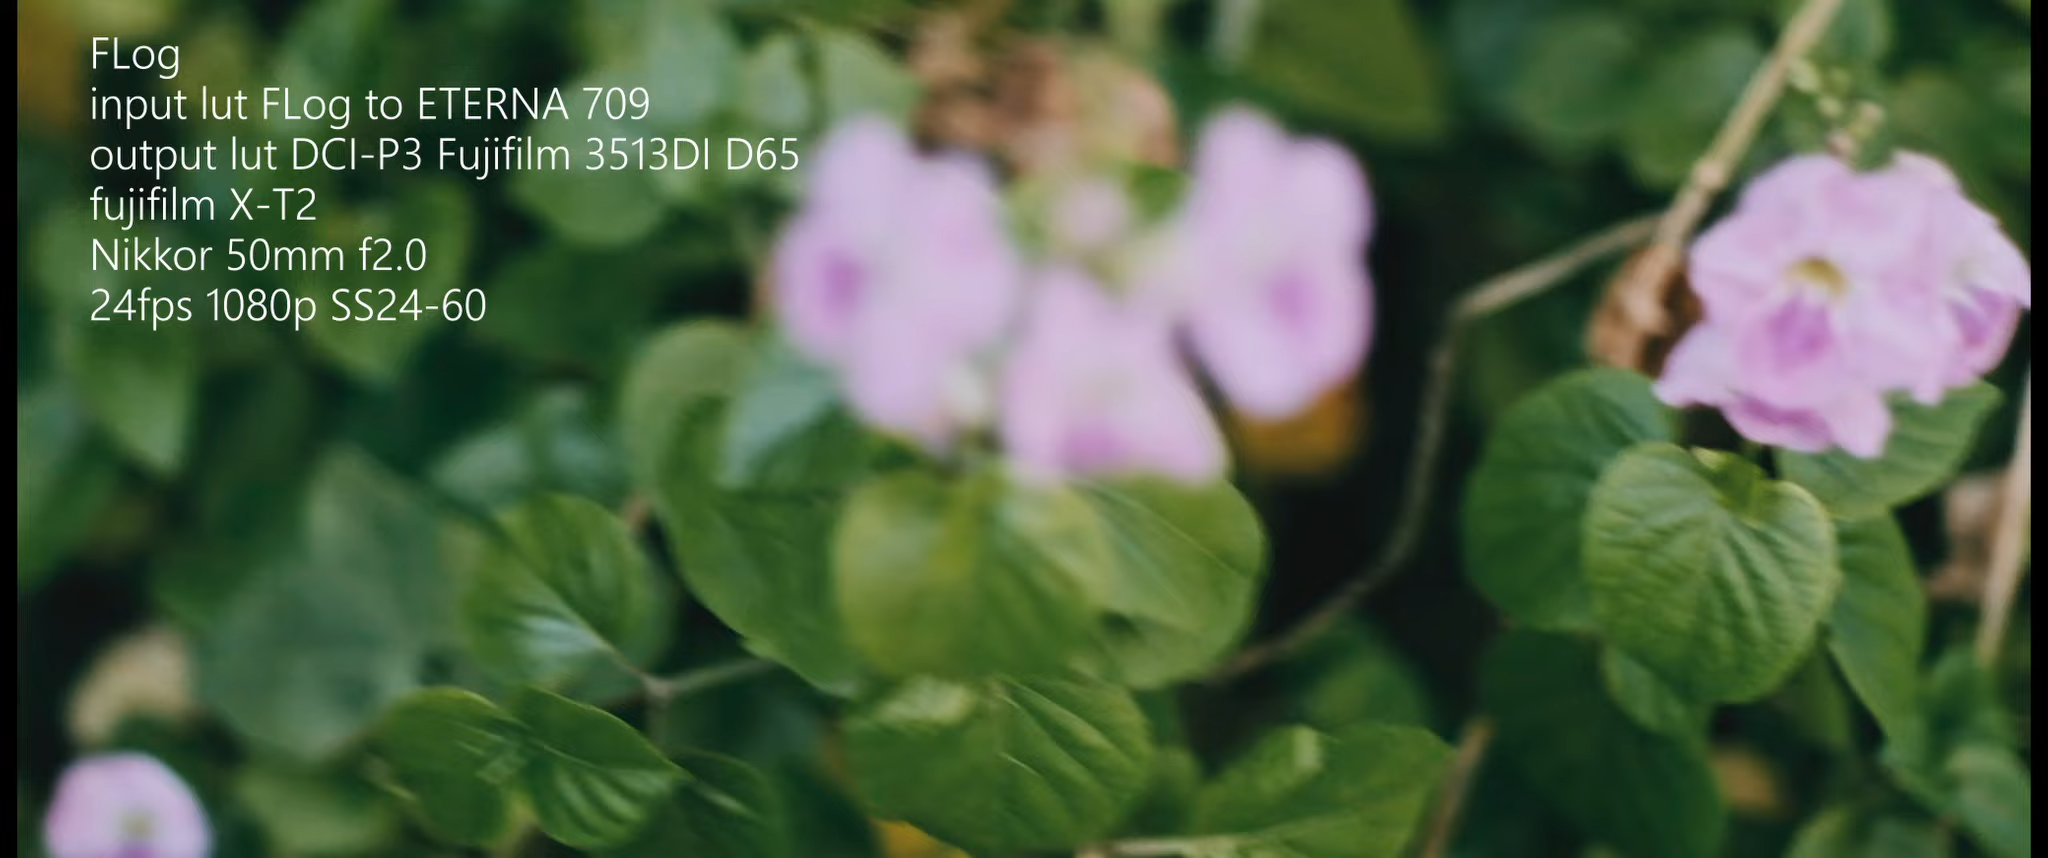 FLog
input lut FLog to ETERNA 709
output lut DCI-P3 Fujifilm 3513DI D65
fujifilm X-T2
Nikkor 50mm f2.0
24fps 1080p SS24-60